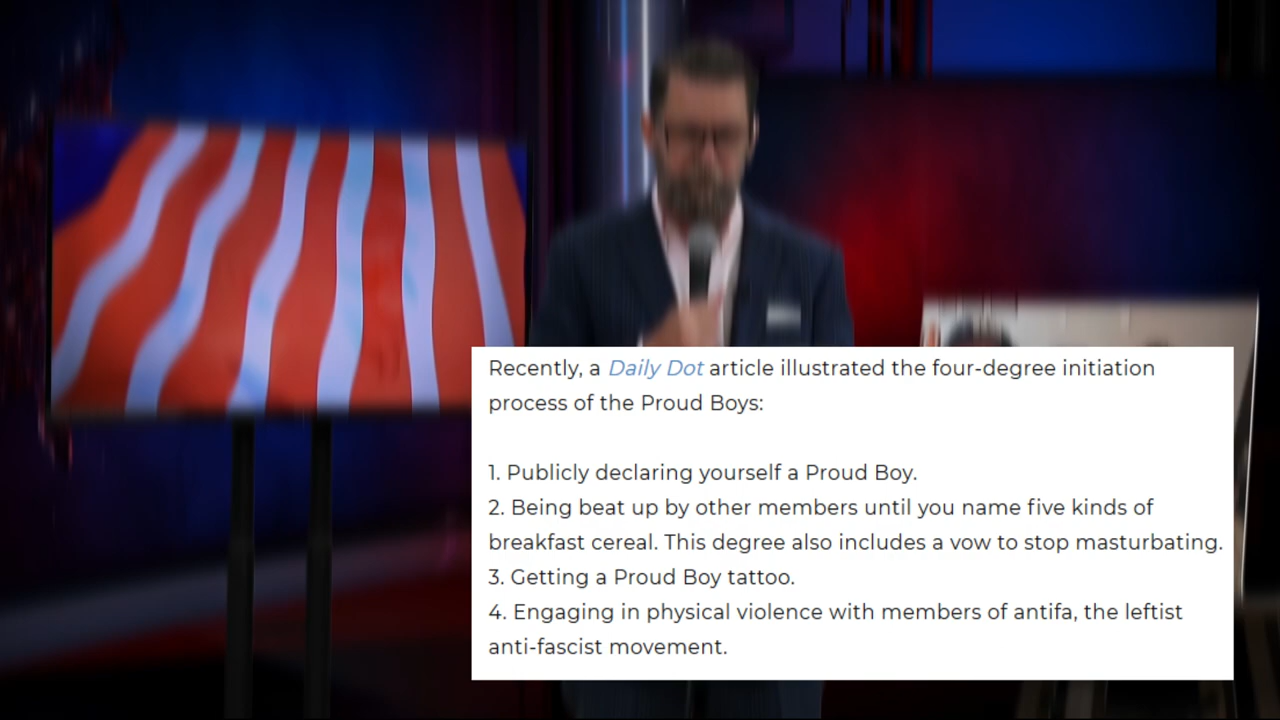 Recently, a Daily Dot article illustrated the four-degree initiation
process of the Proud Boys:
1. Publicly declaring yourself a Proud Boy.
2. Being beat up by other members until you name five kinds of
breakfast cereal. This degree also includes a vow to stop masturbating.
3. Getting a Proud Boy tattoo.
4. Engaging in physical violence with members of antifa, the leftist
anti-fascist movement.